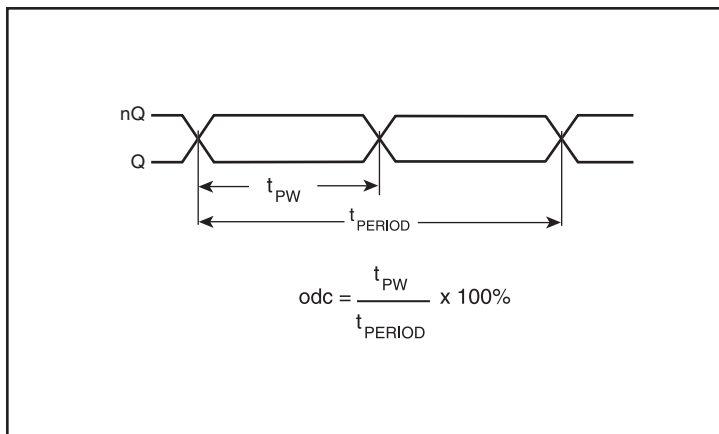 nQ
Q
tPW
tPERIOD
odc = tPW / tPERIOD x 100%